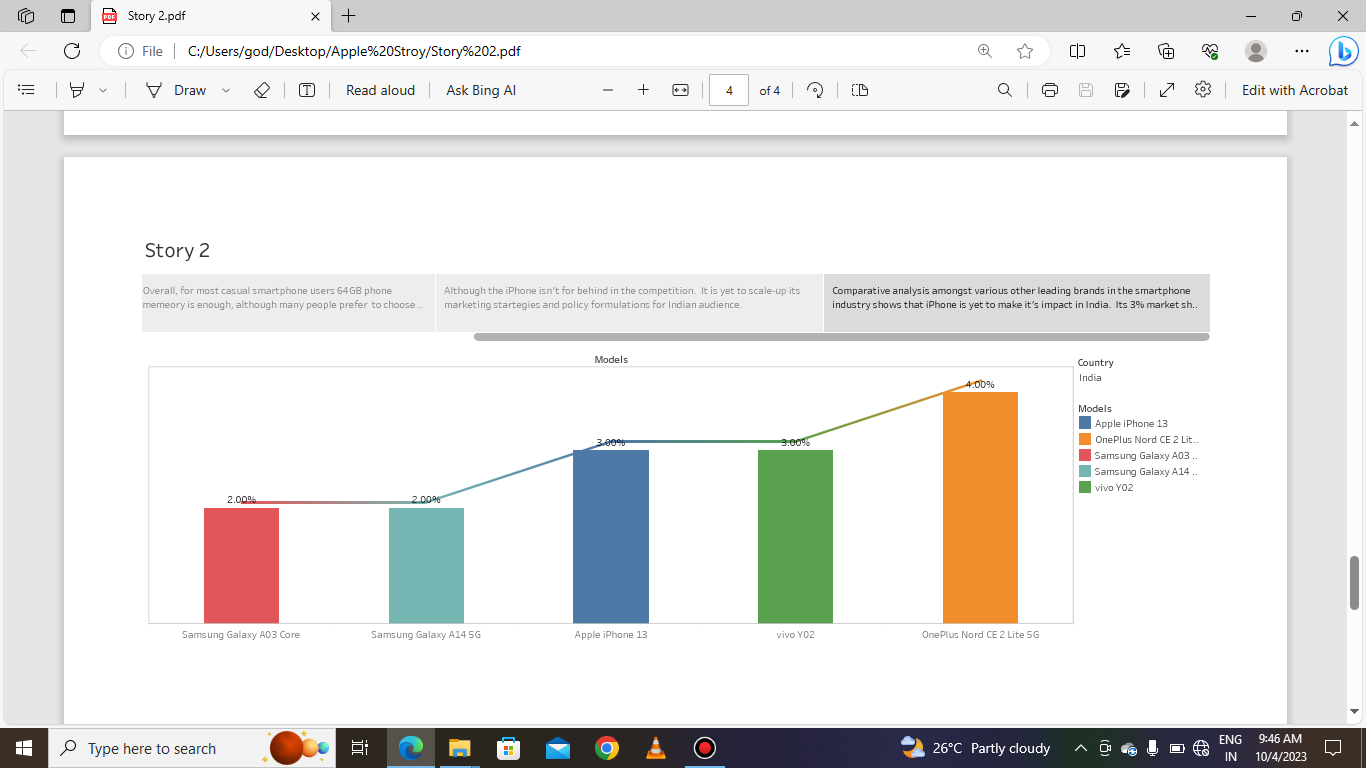 Story 2.pdf
File
C:/Users/god/Desktop/Apple%20Stroy/Story%202.pdf
Draw
Read aloud
Ask Bing AI
4
of 4
Edit with Acrobat
Story 2
Overall, for most casual smartphone users 64GB phone
memeory is enough, although many people prefer to choose ..
Although the iPhone isn't for behind in the competition. It is yet to scale-up its
marketing startegies and policy formulations for Indian audience.
Comparative analysis amongst various other leading brands in the smartphone
industry shows that iPhone is yet to make it's impact in India. Its 3% market sh..
Models
2.00%
2.00%
3.00%
3.00%
4.00%
Samsung Galaxy A03 Core
Samsung Galaxy A14 5G
Apple iPhone 13
vivo Y02
OnePlus Nord CE 2 Lite 5G
Country
India
Models
Apple iPhone 13
OnePlus Nord CE 2 Lit..
Samsung Galaxy A03 ..
Samsung Galaxy A14 ..
vivo Y02
Type here to search
26°C Partly cloudy
ENG
IN
9:46 AM
10/4/2023